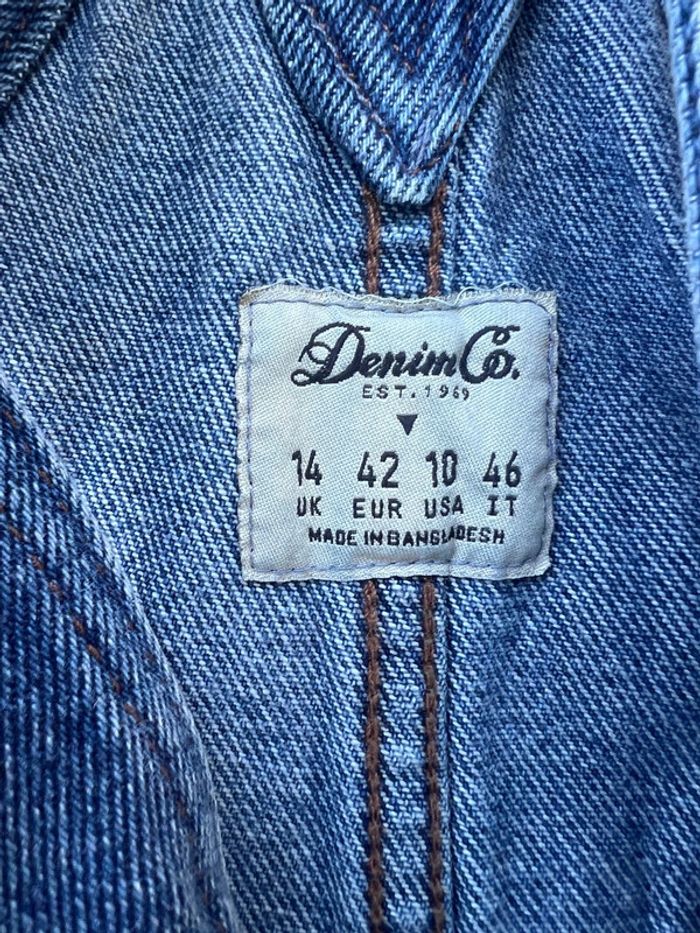 Denim Co.
EST. 1969
14 42 10 46
UK EUR USA IT
MADE IN BANGLADESH